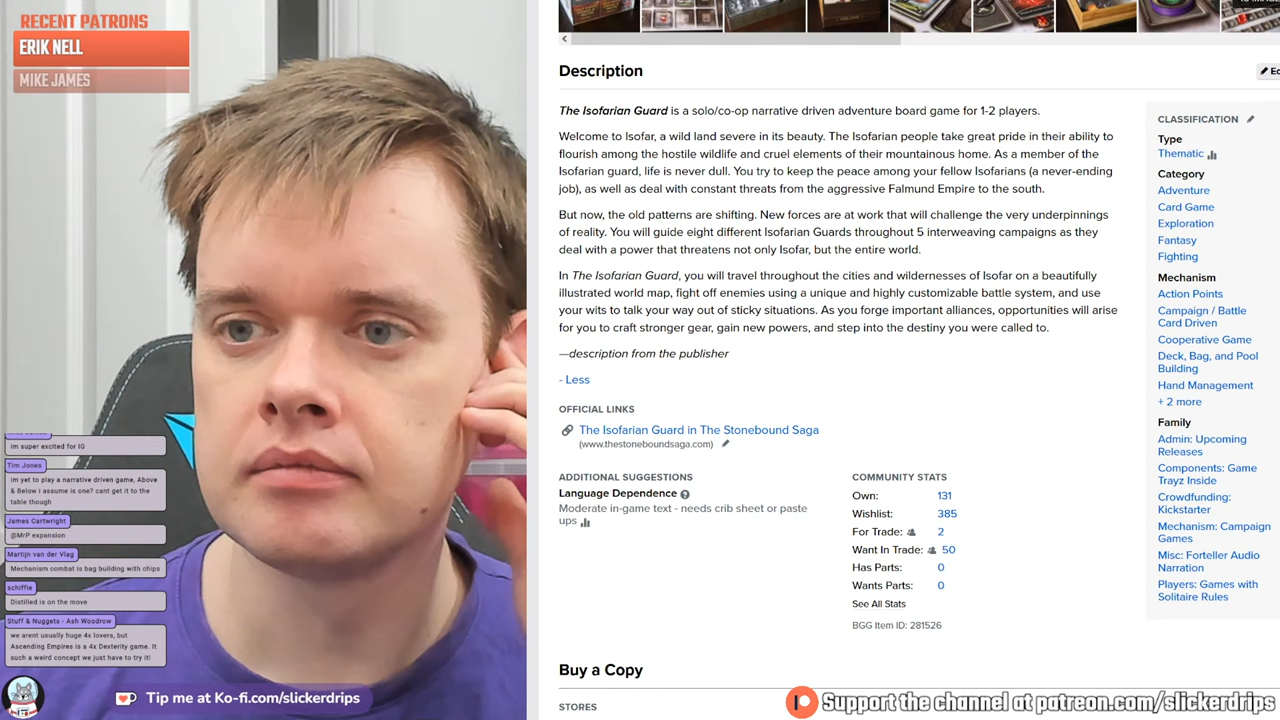 RECENT PATRONS
ERIK NELL
MIKE JAMES
im super excited for IG
Tim Jones
im yet to play a narrative driven game, Above
& Below i assume is one? cant get it to the
table though
James Cartwright
@MrP expansion
Martijn van der Vlag
Mechanism combat is bag building with chips
schiffie
Distilled is on the move
Stuff & Nuggets - Ash Woodrow
we arent usually huge 4x lovers, but
Ascending Empires is a 4x Dexterity game. It
such a weird concept we just have to try it!
Tip me at Ko-fi.com/slickerdrips
Description
The Isofarian Guard is a solo/co-op narrative driven adventure board game for 1-2 players.
Welcome to Isofar, a wild land severe in its beauty. The Isofarian people take great pride in their ability to
flourish among the hostile wildlife and cruel elements of their mountainous home. As a member of the
Isofarian guard, life is never dull. You try to keep the peace among your fellow Isofarians (a never-ending
job), as well as deal with constant threats from the aggressive Falmund Empire to the south.
But now, the old patterns are shifting. New forces are at work that will challenge the very underpinnings
of reality. You will guide eight different Isofarian Guards throughout 5 interweaving campaigns as they
deal with a power that threatens not only Isofar, but the entire world.
In The Isofarian Guard, you will travel throughout the cities and wildernesses of Isofar on a beautifully
illustrated world map, fight off enemies using a unique and highly customizable battle system, and use
your wits to talk your way out of sticky situations. As you forge important alliances, opportunities will arise
for you to craft stronger gear, gain new powers, and step into the destiny you were called to.
—description from the publisher
- Less
OFFICIAL LINKS
The Isofarian Guard in The Stonebound Saga
(www.thestoneboundsaga.com)
ADDITIONAL SUGGESTIONS
Language Dependence
Moderate in-game text - needs crib sheet or paste
ups
COMMUNITY STATS
Own: 131
Wishlist: 385
For Trade: 2
Want In Trade: 50
Has Parts: 0
Wants Parts: 0
See All Stats
BGG Item ID: 281526
Buy a Copy
STORES
CLASSIFICATION
Type
Thematic
Category
Adventure
Card Game
Exploration
Fantasy
Fighting
Mechanism
Action Points
Campaign / Battle
Card Driven
Cooperative Game
Deck, Bag, and Pool
Building
Hand Management
+ 2 more
Family
Admin: Upcoming
Releases
Components: Game
Trayz Inside
Crowdfunding:
Kickstarter
Mechanism: Campaign
Games
Misc: Forteller Audio
Narration
Players: Games with
Solitaire Rules
Support the channel at patreon.com/slickerdrips